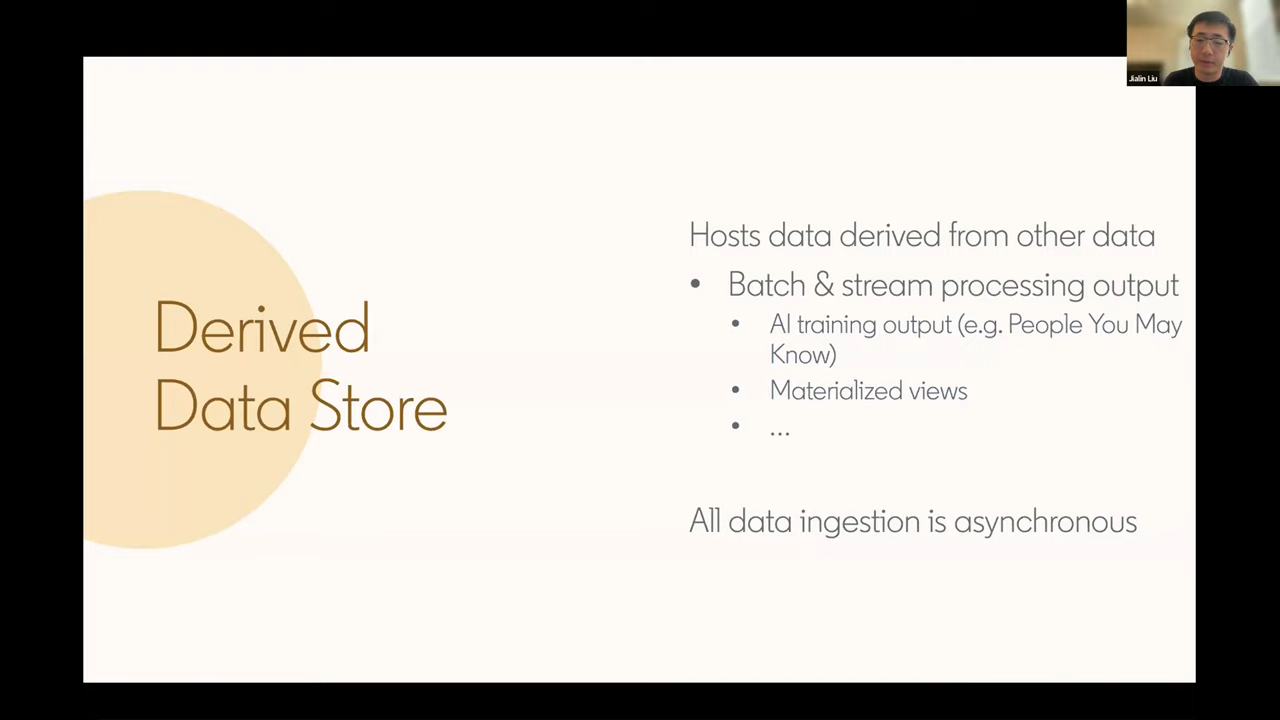 Jialin Liu
Derived
Data Store
Hosts data derived from other data
• Batch & stream processing output
• AI training output (e.g. People You May
Know)
• Materialized views
• ...
All data ingestion is asynchronous